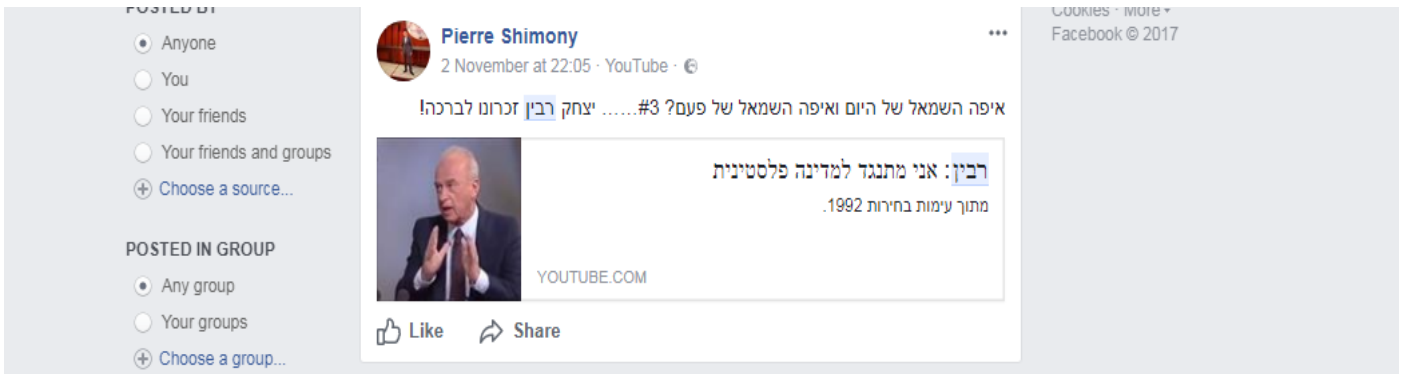 POSTED BY
Anyone
You
Your friends
Your friends and groups
Choose a source...
POSTED IN GROUP
Any group
Your groups
Choose a group...
Pierre Shimony
2 November at 22:05 · YouTube ·
איפה השמאל של היום ואיפה השמאל של פעם? 3#...... יצחק רבין זכרונו לברכה!
רבין: אני מתנגד למדינה פלסטינית
מתוך עימות בחירות 1992.
YOUTUBE.COM
Like Share
Cookies · More
Facebook © 2017